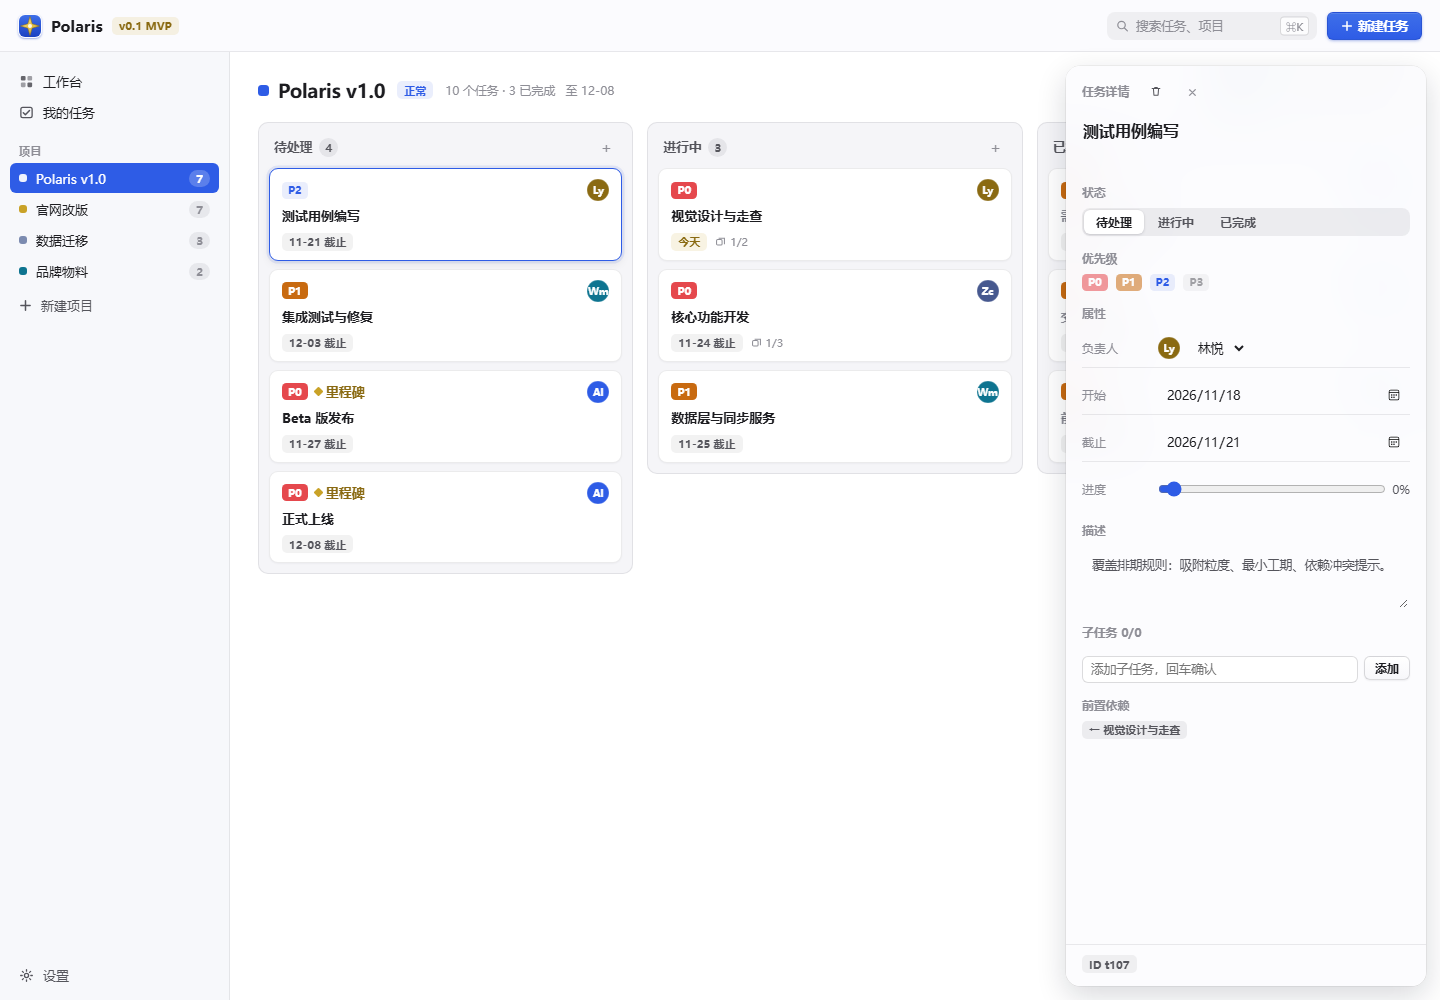 Polaris
v0.1 MVP
搜索任务、项目
⌘K
+ 新建任务
工作台
我的任务
项目
Polaris v1.0 7
官网改版 7
数据迁移 3
品牌物料 2
+ 新建项目
设置
Polaris v1.0 正常 10 个任务 · 3 已完成 至 12-08
待处理 4 +
P2 Ly
测试用例编写
11-21 截止
P1 Wm
集成测试与修复
12-03 截止
P0 ◆里程碑 AI
Beta 版发布
11-27 截止
P0 ◆里程碑 AI
正式上线
12-08 截止
进行中 3 +
P0 Ly
视觉设计与走查
今天 1/2
P0 Zc
核心功能开发
11-24 截止 1/3
P1 Wm
数据层与同步服务
11-25 截止
已
任务详情 ×
测试用例编写
状态
待处理 进行中 已完成
优先级
P0 P1 P2 P3
属性
负责人 Ly 林悦
开始 2026/11/18
截止 2026/11/21
进度 0%
描述
覆盖排期规则：吸附粒度、最小工期、依赖冲突提示。
子任务 0/0
添加子任务，回车确认 添加
前置依赖
← 视觉设计与走查
ID t107